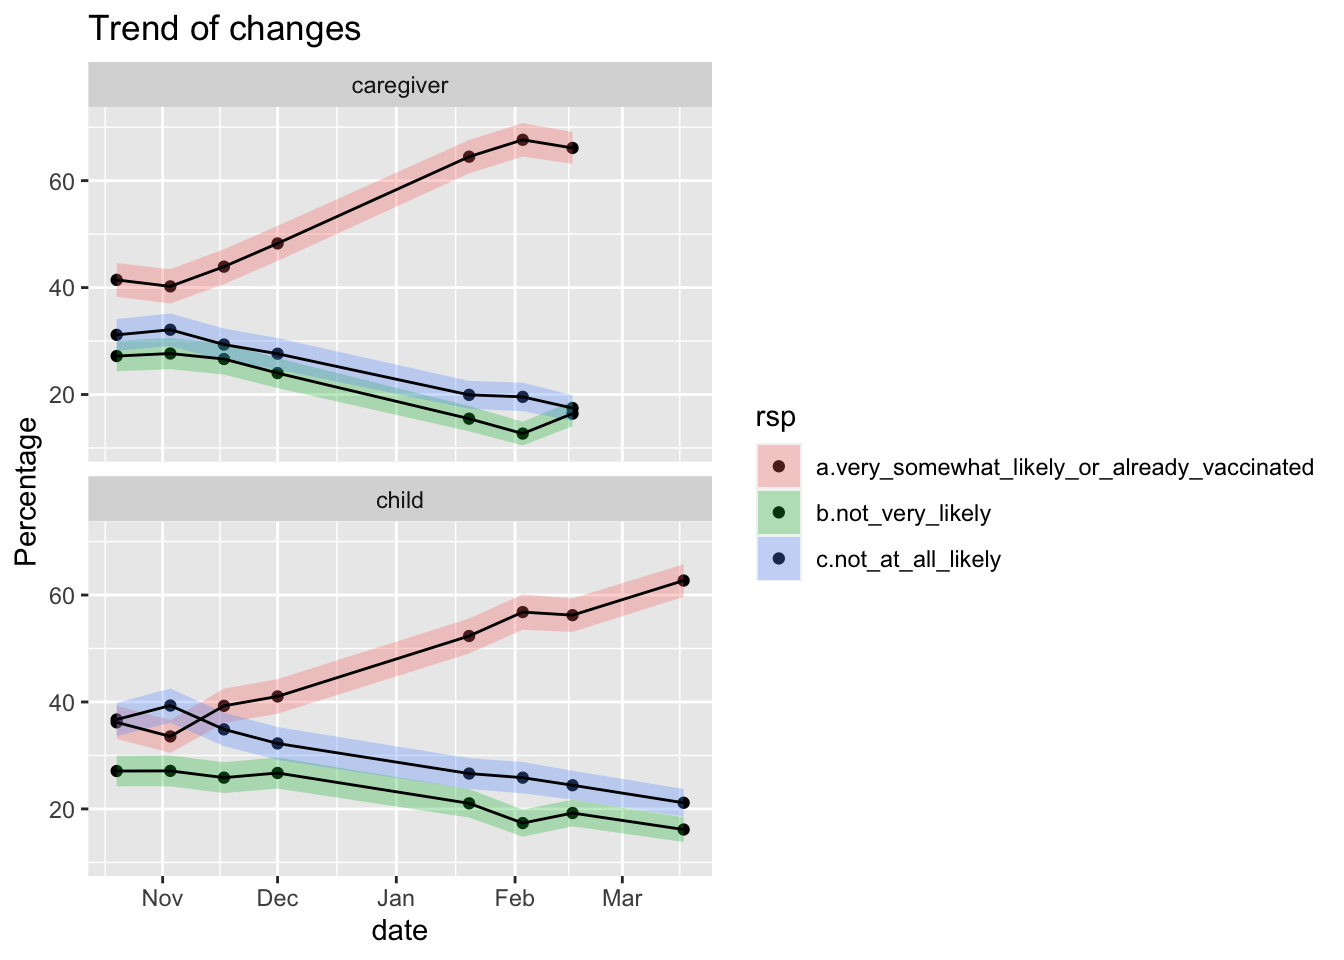 Trend of changes
caregiver
60
40
20
child
60
40
20
Nov Dec Jan Feb Mar
date
Percentage
rsp
a.very_somewhat_likely_or_already_vaccinated
b.not_very_likely
c.not_at_all_likely